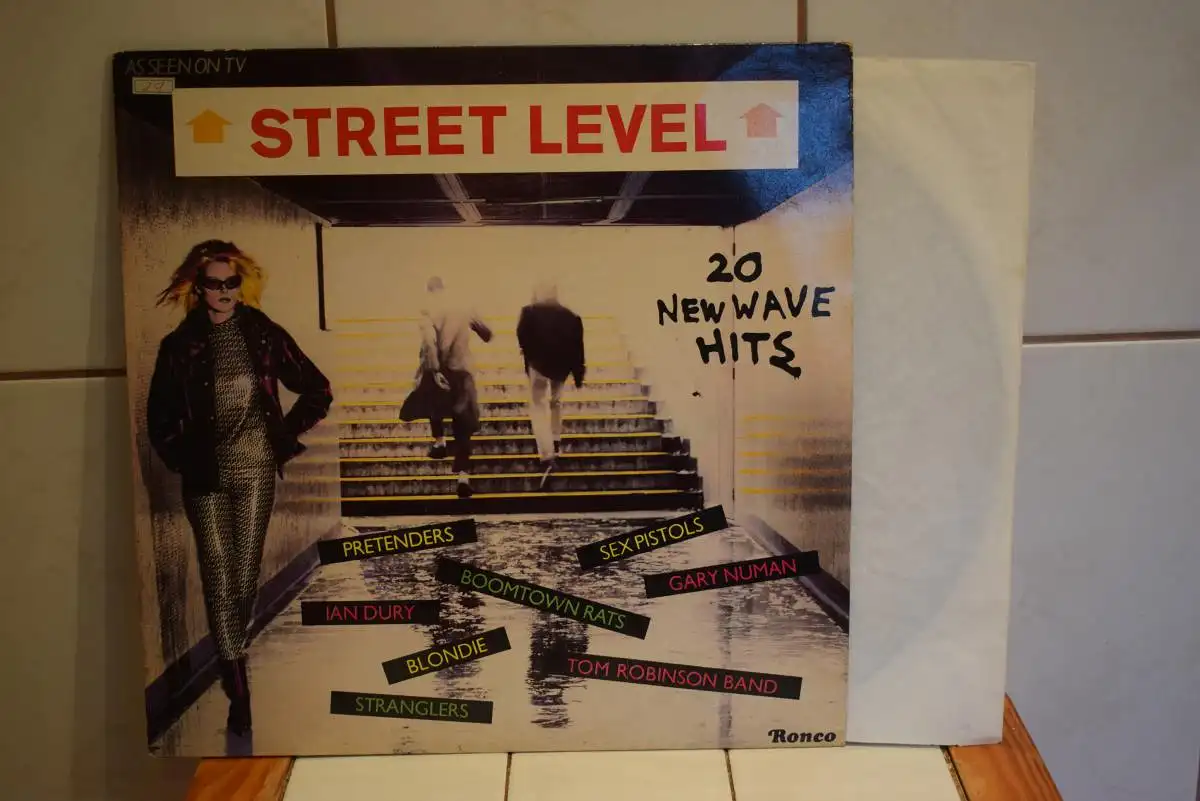 AS SEEN ON TV
STREET LEVEL
20
NEW WAVE
HITS
PRETENDERS
SEX PISTOLS
BOOMTOWN RATS
GARY NUMAN
IAN DURY
BLONDIE
TOM ROBINSON BAND
STRANGLERS
Ronco